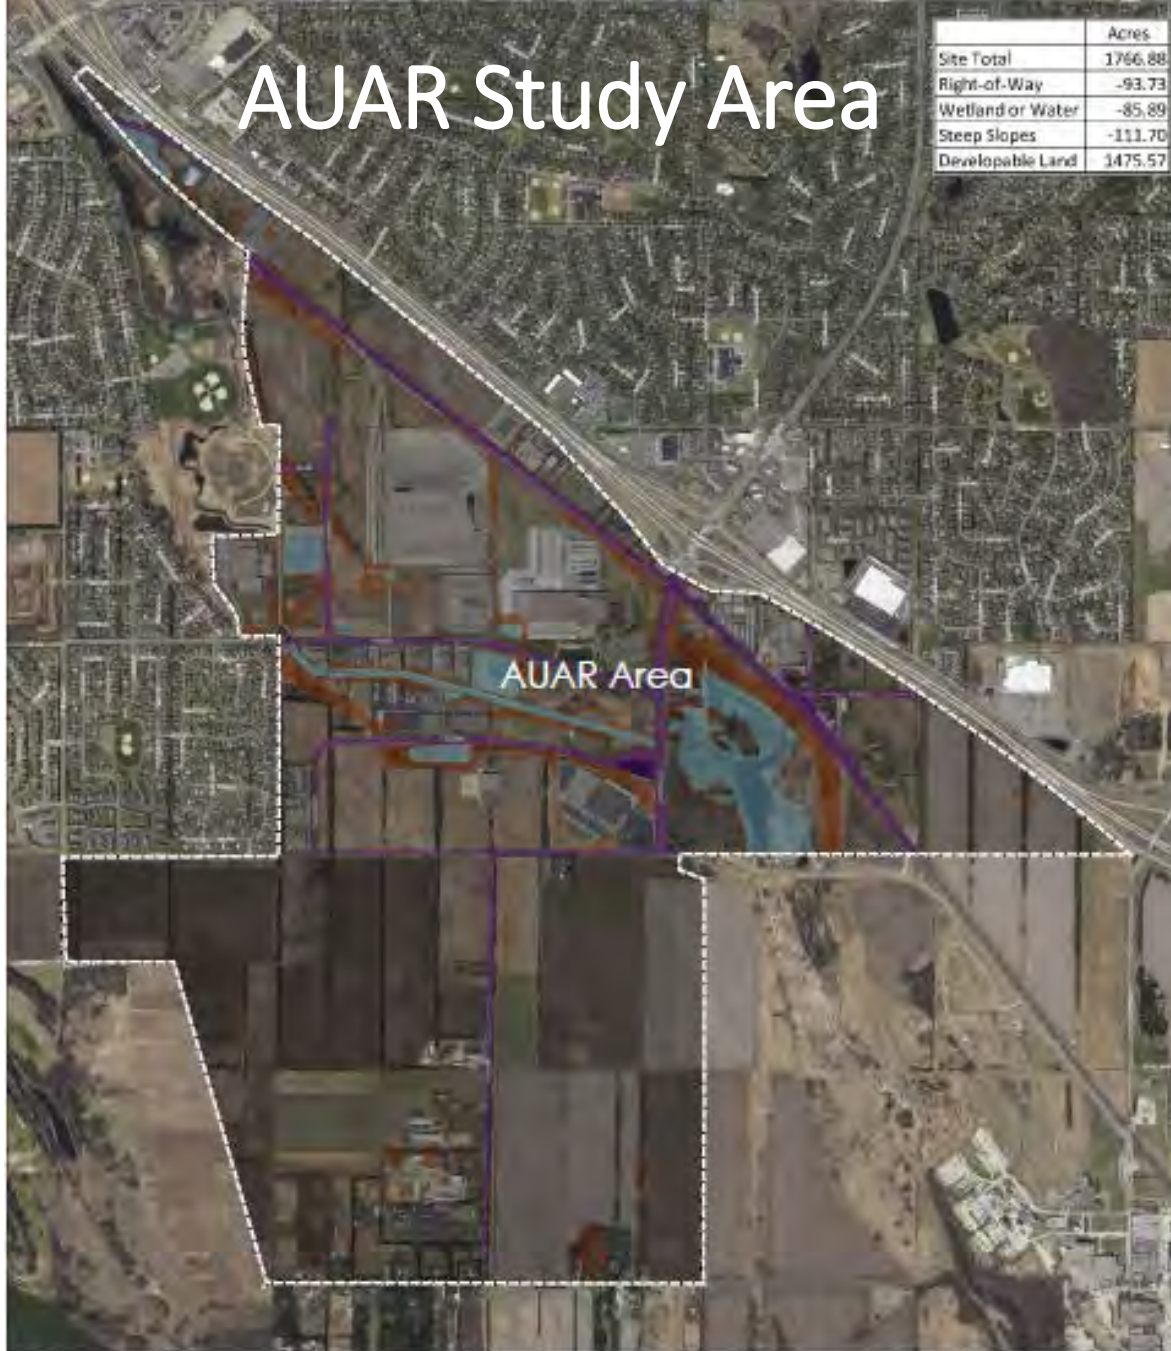 AUAR Study Area
Acres
Site Total 1766.88
Right-of-Way -93.73
Wetland or Water -85.89
Steep Slopes -111.70
Developable Land 1475.57
AUAR Area